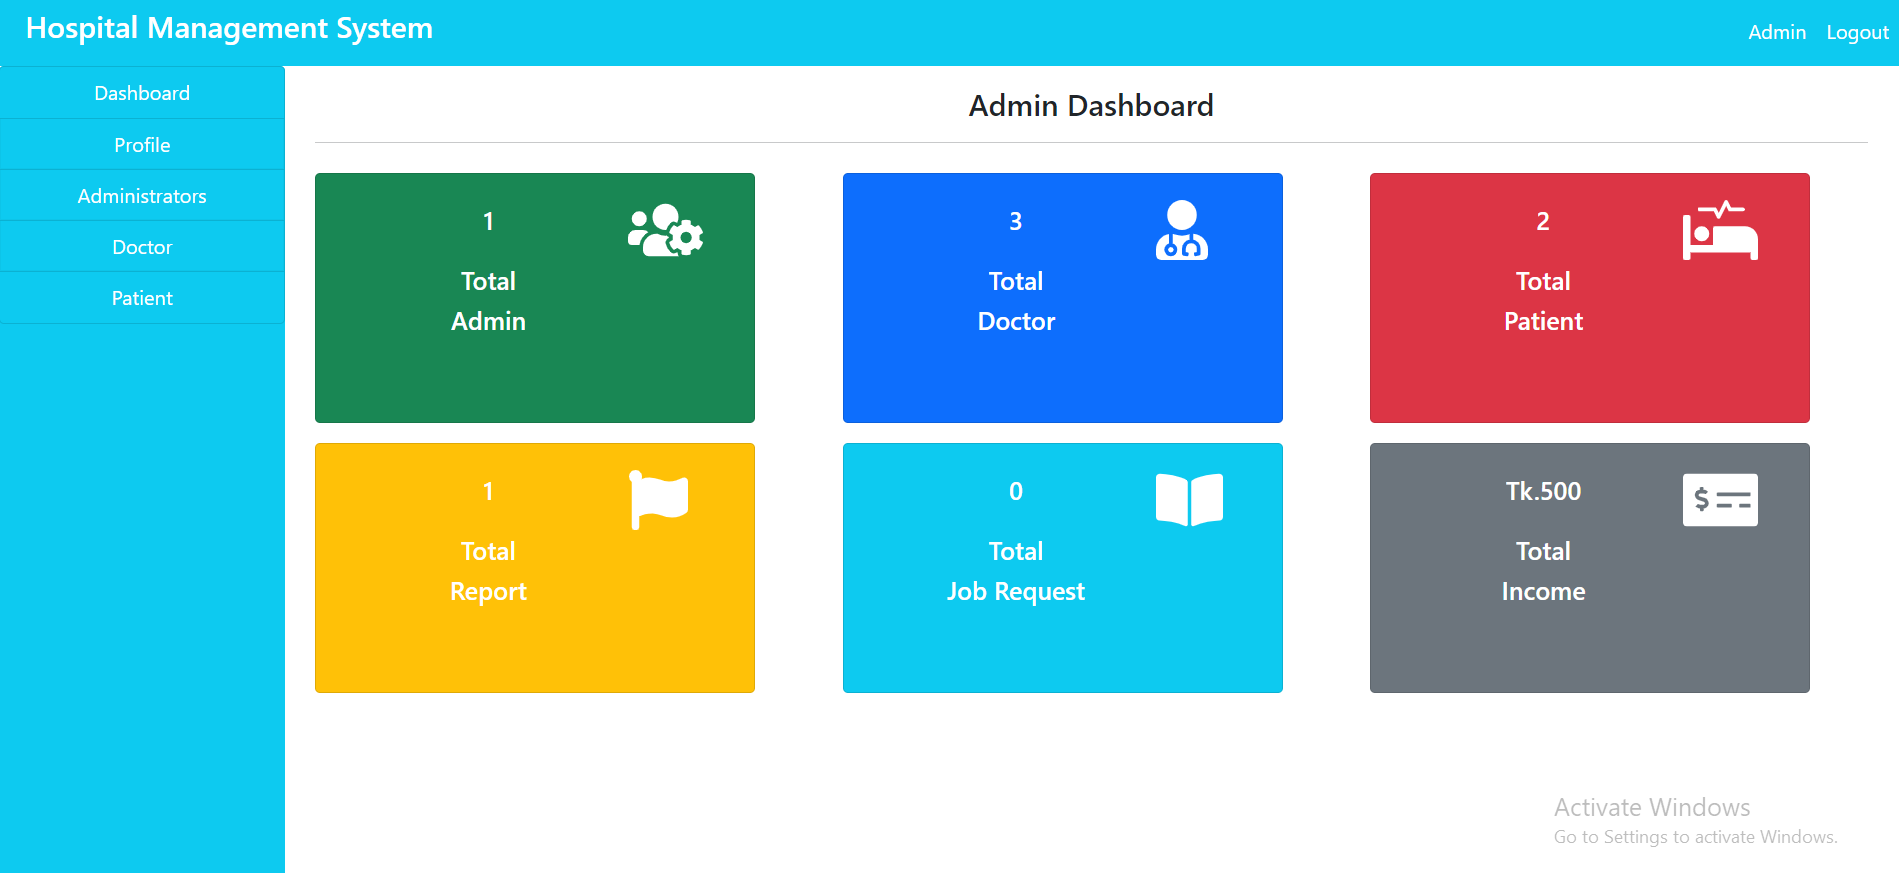 Hospital Management System
Admin
Logout
Dashboard
Profile
Administrators
Doctor
Patient
Admin Dashboard
1
Total
Admin
3
Total
Doctor
2
Total
Patient
1
Total
Report
0
Total
Job Request
Tk.500
Total
Income
$
Activate Windows
Go to Settings to activate Windows.